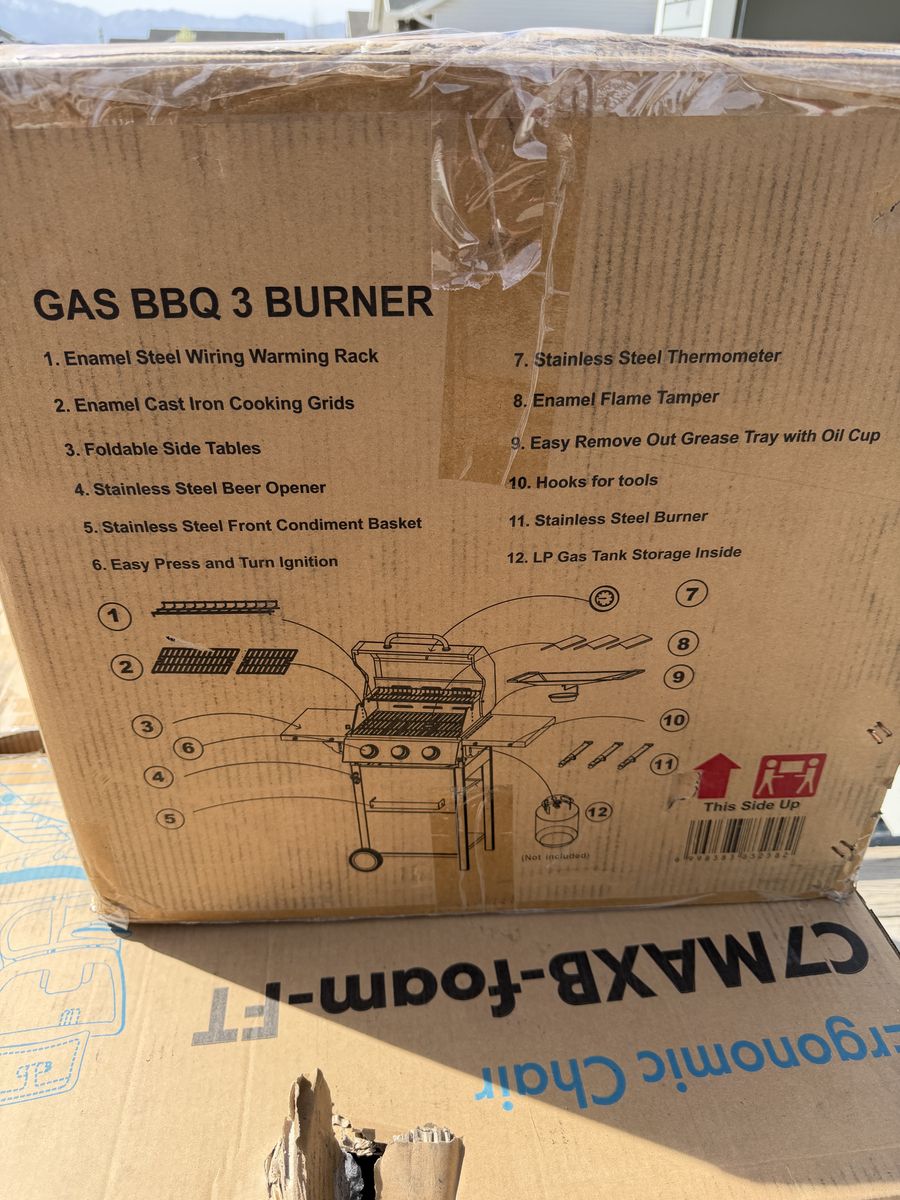 GAS BBQ 3 BURNER
1. Enamel Steel Wiring Warming Rack
2. Enamel Cast Iron Cooking Grids
3. Foldable Side Tables
4. Stainless Steel Beer Opener
5. Stainless Steel Front Condiment Basket
6. Easy Press and Turn Ignition
7. Stainless Steel Thermometer
8. Enamel Flame Tamper
9. Easy Remove Out Grease Tray with Oil Cup
10. Hooks for tools
11. Stainless Steel Burner
12. LP Gas Tank Storage Inside
1
2
3
6
4
5
7
8
9
10
11
12
(Not included)
This Side Up
C7MAXB-foam-FT
Ergonomic Chair